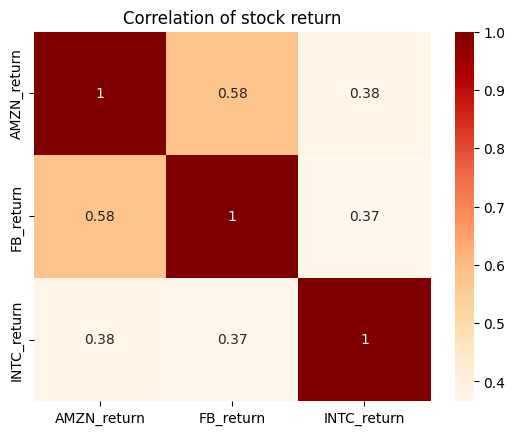 Correlation of stock return
AMZN_return
1
0.58
0.38
FB_return
0.58
1
0.37
INTC_return
0.38
0.37
1
AMZN_return
FB_return
INTC_return
1.0
0.9
0.8
0.7
0.6
0.5
0.4